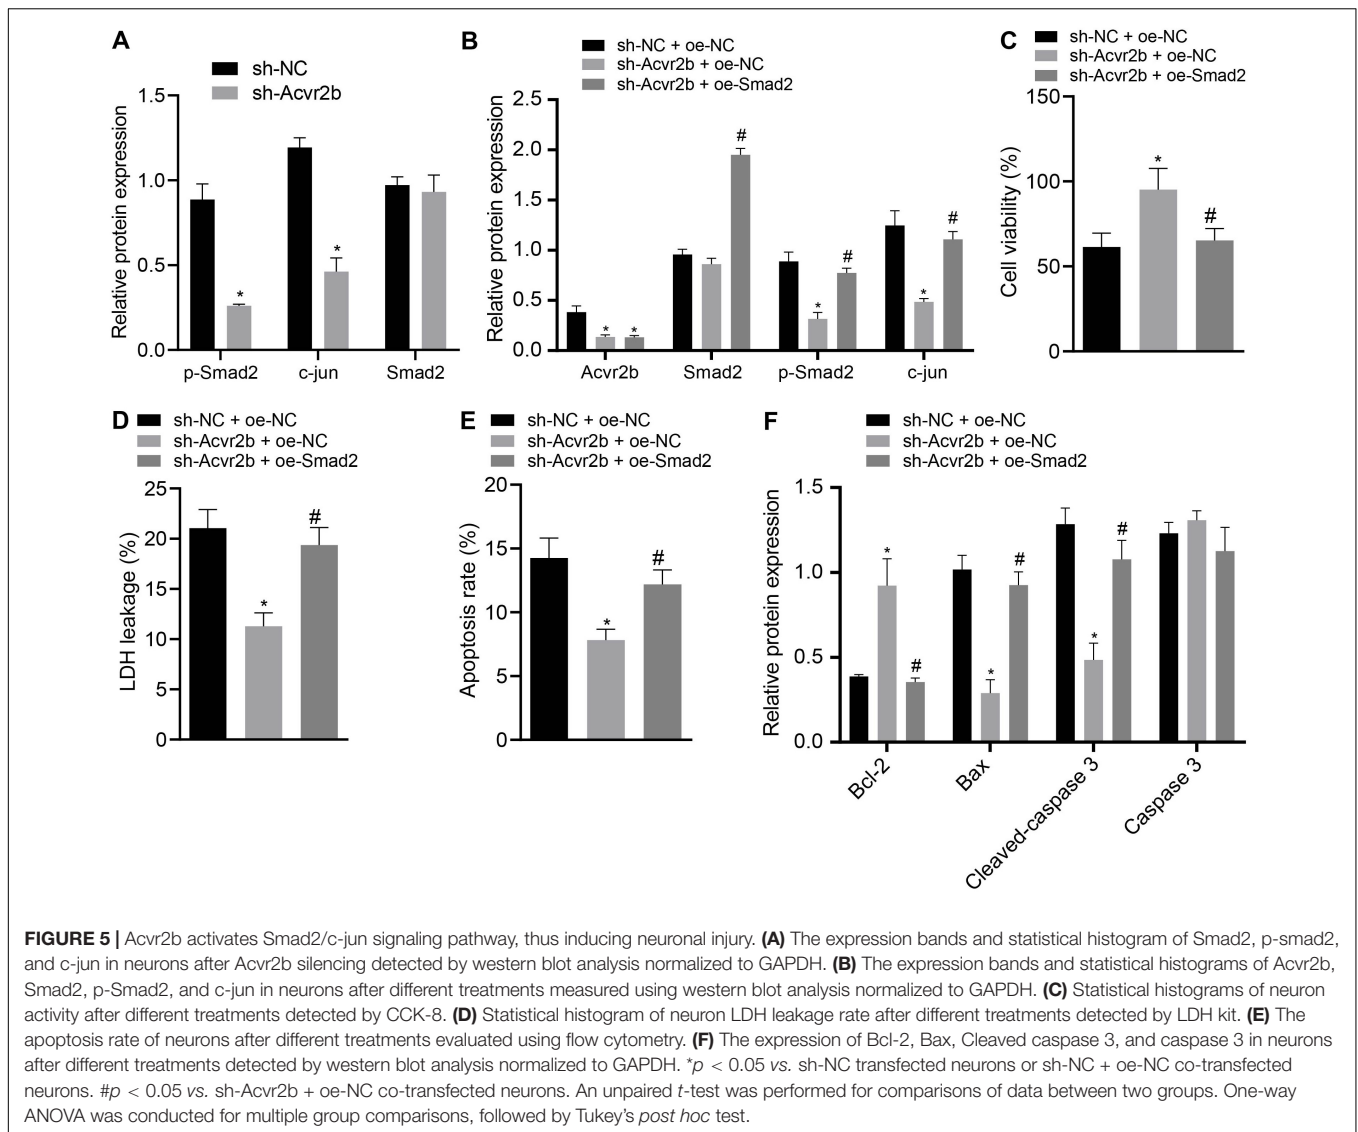 A
sh-NC
sh-Acvr2b
Relative protein expression
1.5
1.0
0.5
0.0
*
*
p-Smad2
c-jun
Smad2
B
sh-NC + oe-NC
sh-Acvr2b + oe-NC
sh-Acvr2b + oe-Smad2
Relative protein expression
2.5
2.0
1.5
1.0
0.5
0.0
*
*
#
*
#
*
#
Acvr2b
Smad2
p-Smad2
c-jun
C
sh-NC + oe-NC
sh-Acvr2b + oe-NC
sh-Acvr2b + oe-Smad2
Cell viability (%)
150
100
50
0
*
#
D
sh-NC + oe-NC
sh-Acvr2b + oe-NC
sh-Acvr2b + oe-Smad2
LDH leakage (%)
25
20
15
10
5
0
*
#
E
sh-NC + oe-NC
sh-Acvr2b + oe-NC
sh-Acvr2b + oe-Smad2
Apoptosis rate (%)
20
15
10
5
0
*
#
F
sh-NC + oe-NC
sh-Acvr2b + oe-NC
sh-Acvr2b + oe-Smad2
Relative protein expression
1.5
1.0
0.5
0.0
*
#
*
#
*
#
Bcl-2
Bax
Cleaved-caspase 3
Caspase 3
FIGURE 5 | Acvr2b activates Smad2/c-jun signaling pathway, thus inducing neuronal injury. (A) The expression bands and statistical histogram of Smad2, p-smad2,
and c-jun in neurons after Acvr2b silencing detected by western blot analysis normalized to GAPDH. (B) The expression bands and statistical histograms of Acvr2b,
Smad2, p-Smad2, and c-jun in neurons after different treatments measured using western blot analysis normalized to GAPDH. (C) Statistical histograms of neuron
activity after different treatments detected by CCK-8. (D) Statistical histogram of neuron LDH leakage rate after different treatments detected by LDH kit. (E) The
apoptosis rate of neurons after different treatments evaluated using flow cytometry. (F) The expression of Bcl-2, Bax, Cleaved caspase 3, and caspase 3 in neurons
after different treatments detected by western blot analysis normalized to GAPDH. *p < 0.05 vs. sh-NC transfected neurons or sh-NC + oe-NC co-transfected
neurons. #p < 0.05 vs. sh-Acvr2b + oe-NC co-transfected neurons. An unpaired t-test was performed for comparisons of data between two groups. One-way
ANOVA was conducted for multiple group comparisons, followed by Tukey's post hoc test.